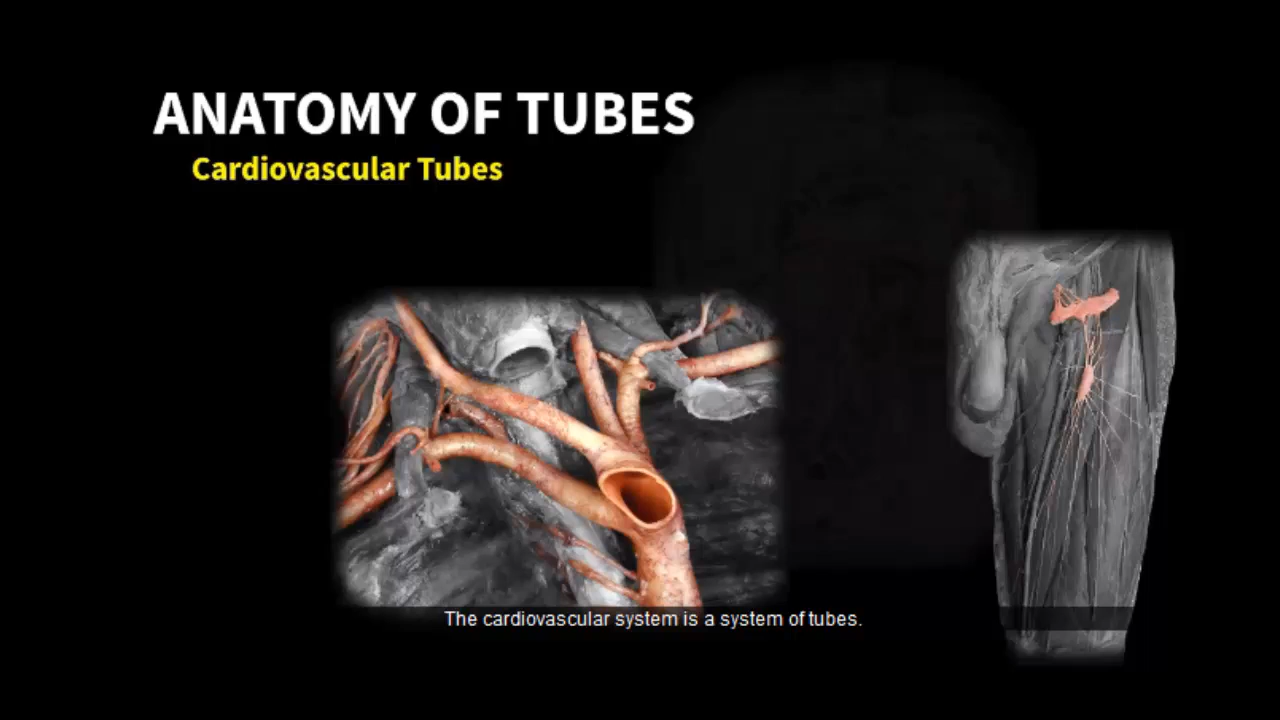 ANATOMY OF TUBES
Cardiovascular Tubes
The cardiovascular system is a system of tubes.